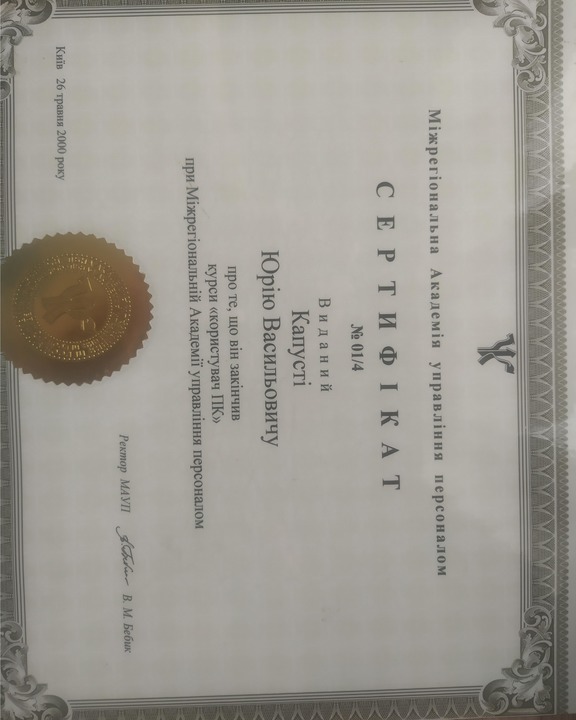 Міжрегіональна Академія управління персоналом
СЕРТИФІКАТ
№ 01/4
Виданий
Капусті
Юрію Васильовичу
про те, що він закінчив
курси «користувач ПК»
при Міжрегіональній Академії управління персоналом
Ректор МАУП В. М. Бебик
Київ 26 травня 2000 року